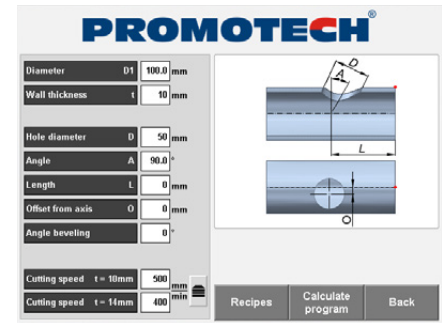 PROMOTECH®
Diameter D1 100.0 mm
Wall thickness t 10 mm
Hole diameter D 50 mm
Angle A 90.0 °
Length L 0 mm
Offset from axis O 0 mm
Angle beveling 0 °
Cutting speed t = 10mm 500
mm
min
Cutting speed t = 14mm 400
D
A
L
O
Recipes
Calculate
program
Back